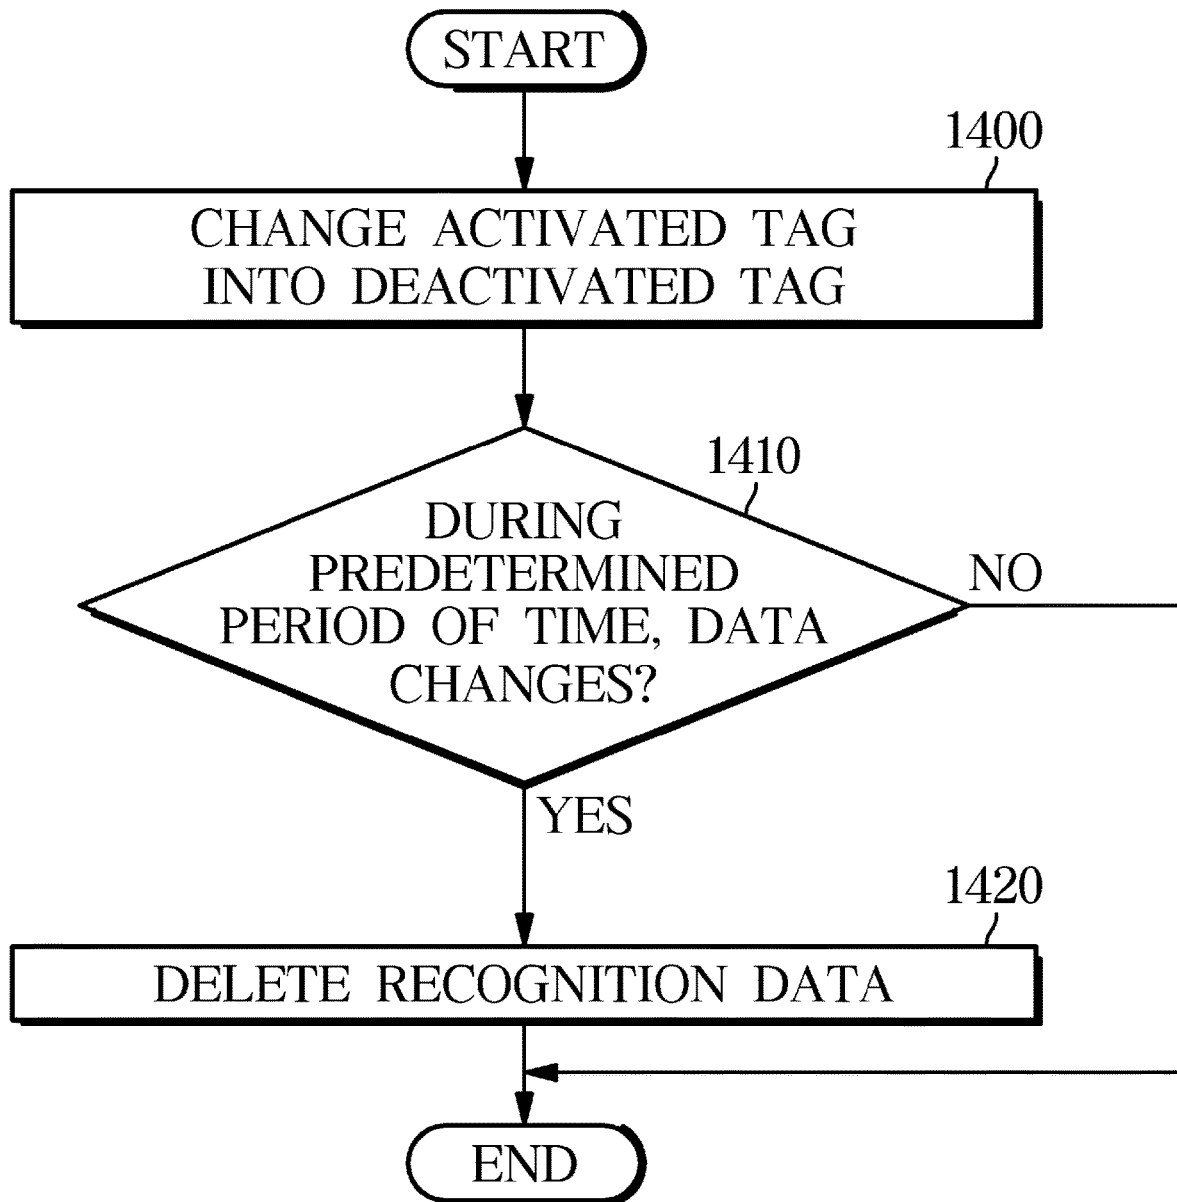 START
1400
CHANGE ACTIVATED TAG
INTO DEACTIVATED TAG
1410
DURING
PREDETERMINED
PERIOD OF TIME, DATA
CHANGES?
NO
YES
1420
DELETE RECOGNITION DATA
END